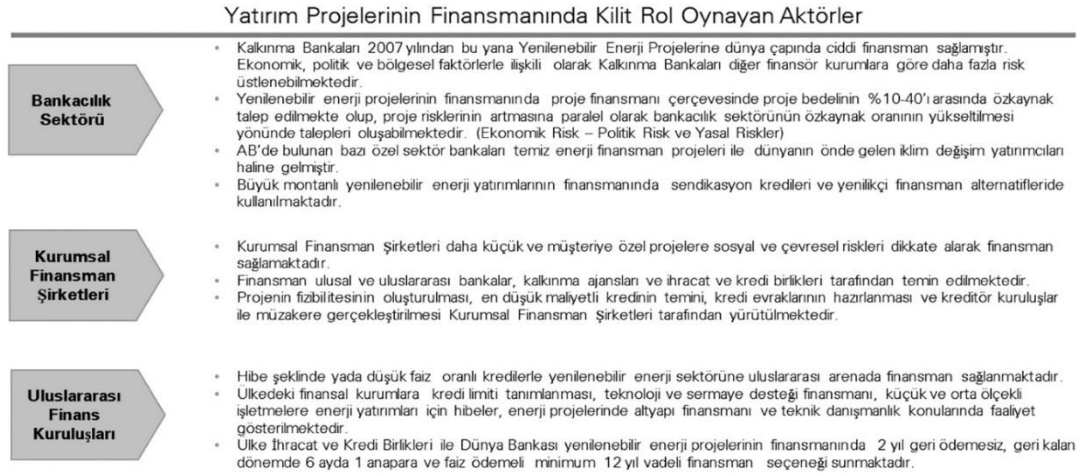 Yatırım Projelerinin Finansmanında Kilit Rol Oynayan Aktörler
Bankacılık
Sektörü
◦ Kalkınma Bankaları 2007 yılından bu yana Yenilenebilir Enerji Projelerine dünya çapında ciddi finansman sağlamıştır.
Ekonomik, politik ve bölgesel faktörlerle ilişkili olarak Kalkınma Bankaları diğer finansör kurumlara göre daha fazla risk
üstlenebilmektedir.
◦ Yenilenebilir enerji projelerinin finansmanında proje finansmanı çerçevesinde proje bedelinin %10-40'ı arasında özkaynak
talep edilmekte olup, proje risklerinin artmasına paralel olarak bankacılık sektörünün özkaynak oranının yükseltilmesi
yönünde talepleri oluşabilmektedir. (Ekonomik Risk – Politik Risk ve Yasal Riskler)
◦ AB'de bulunan bazı özel sektör bankaları temiz enerji finansman projeleri ile dünyanın önde gelen iklim değişim yatırımcıları
haline gelmiştir.
◦ Büyük montanlı yenilenebilir enerji yatırımlarının finansmanında sendikasyon kredileri ve yenilikçi finansman alternatifleride
kullanılmaktadır.
Kurumsal
Finansman
Şirketleri
◦ Kurumsal Finansman Şirketleri daha küçük ve müşteriye özel projelere sosyal ve çevresel riskleri dikkate alarak finansman
sağlamaktadır.
◦ Finansman ulusal ve uluslararası bankalar, kalkınma ajansları ve ihracat ve kredi birlikleri tarafından temin edilmektedir.
◦ Projenin fizibilitesinin oluşturulması, en düşük maliyetli kredinin temini, kredi evraklarının hazırlanması ve kreditör kuruluşlar
ile müzakere gerçekleştirilmesi Kurumsal Finansman Şirketleri tarafından yürütülmektedir.
Uluslararası
Finans
Kuruluşları
◦ Hibe şeklinde yada düşük faiz oranlı kredilerle yenilenebilir enerji sektörüne uluslararası arenada finansman sağlanmaktadır.
◦ Ülkedeki finansal kurumlara kredi limiti tanımlanması, teknoloji ve sermaye desteği finansmanı, küçük ve orta ölçekli
işletmelere enerji yatırımları için hibeler, enerji projelerinde altyapı finansmanı ve teknik danışmanlık konularında faaliyet
gösterilmektedir.
◦ Ülke İhracat ve Kredi Birlikleri ile Dünya Bankası yenilenebilir enerji projelerinin finansmanında 2 yıl geri ödemesiz, geri kalan
dönemde 6 ayda 1 anapara ve faiz ödemeli minimum 12 yıl vadeli finansman seçeneği sunmaktadır.